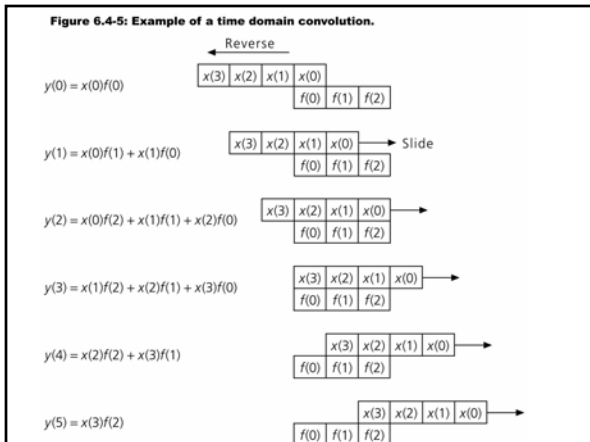 Figure 6.4-5: Example of a time domain convolution.
Reverse
x(3) x(2) x(1) x(0)
y(0) = x(0)f(0)
f(0) f(1) f(2)
x(3) x(2) x(1) x(0) Slide
y(1) = x(0)f(1) + x(1)f(0)
f(0) f(1) f(2)
x(3) x(2) x(1) x(0)
y(2) = x(0)f(2) + x(1)f(1) + x(2)f(0)
f(0) f(1) f(2)
x(3) x(2) x(1) x(0)
y(3) = x(1)f(2) + x(2)f(1) + x(3)f(0)
f(0) f(1) f(2)
x(3) x(2) x(1) x(0)
y(4) = x(2)f(2) + x(3)f(1)
f(0) f(1) f(2)
x(3) x(2) x(1) x(0)
y(5) = x(3)f(2)
f(0) f(1) f(2)